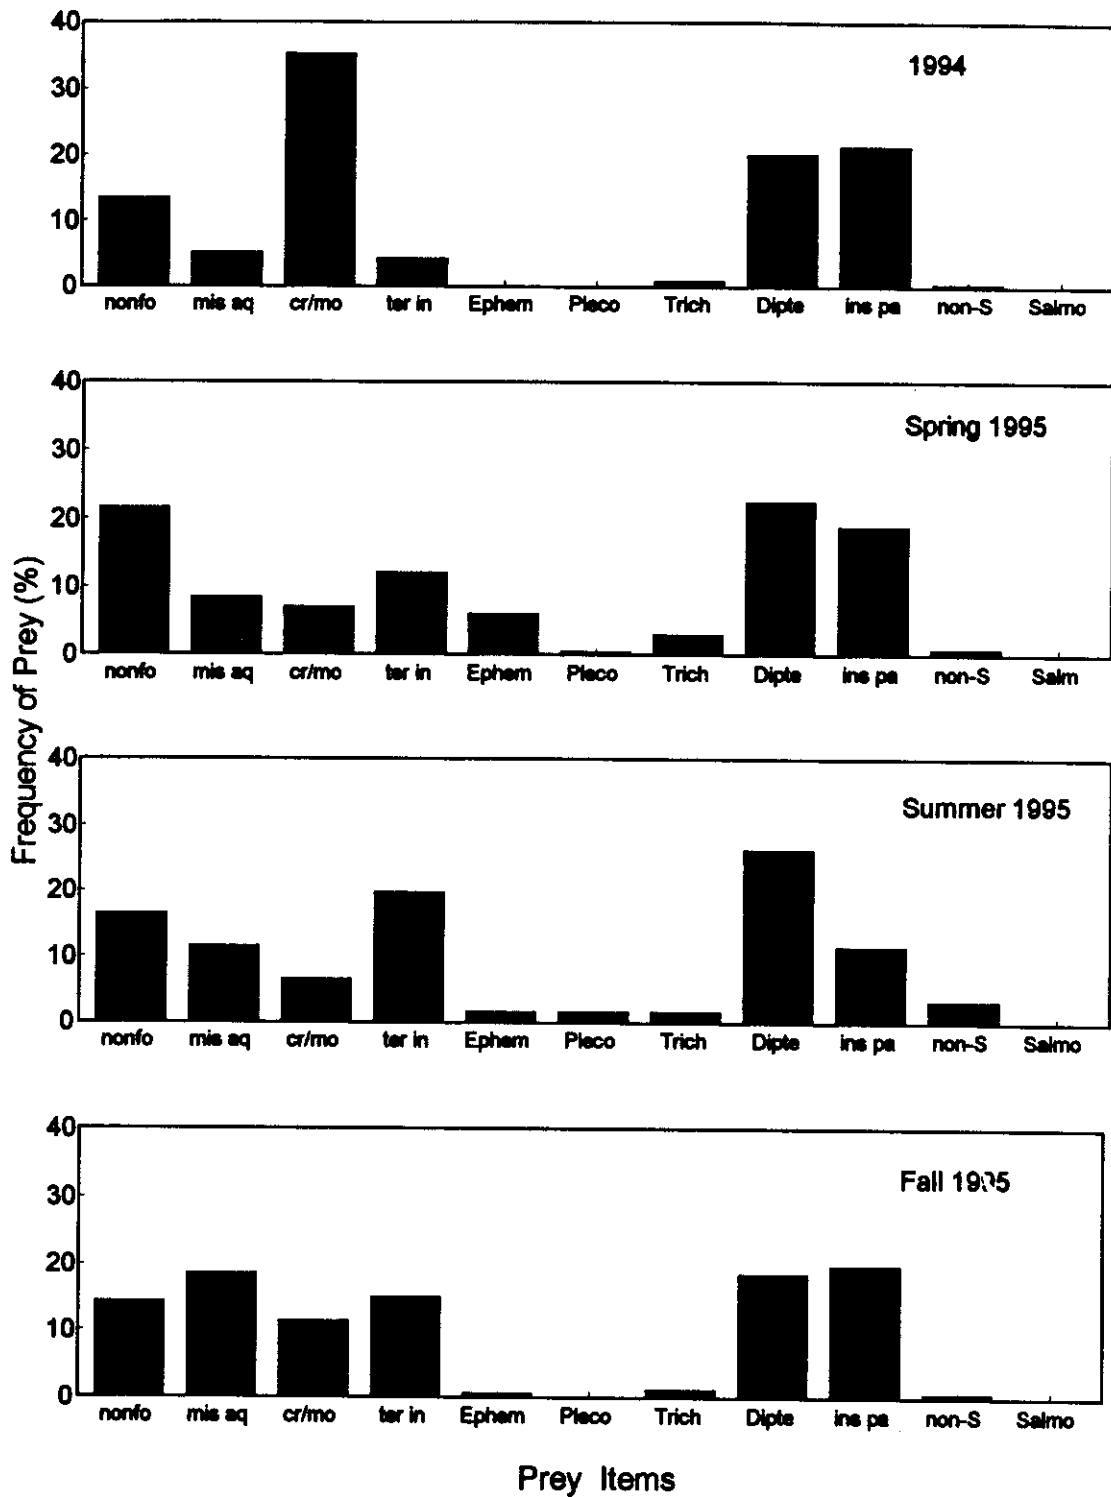 Frequency of Prey (%)
40
30
20
10
0
1994
nonfo mis aq cr/mo ter in Ephem Pleco Trich Dipte ins pa non-S Salmo
40
30
20
10
0
Spring 1995
nonfo mis aq cr/mo ter in Ephem Pleco Trich Dipte ins pa non-S Salm
40
30
20
10
0
Summer 1995
nonfo mis aq cr/mo ter in Ephem Pleco Trich Dipte ins pa non-S Salmo
40
30
20
10
0
Fall 1995
nonfo mis aq cr/mo ter in Ephem Pleco Trich Dipte ins pa non-S Salmo
Prey Items